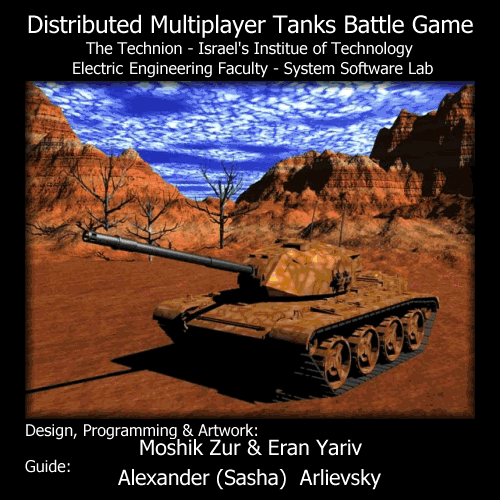 Distributed Multiplayer Tanks Battle Game
The Technion - Israel's Institue of Technology
Electric Engineering Faculty - System Software Lab
Design, Programming & Artwork:
Moshik Zur & Eran Yariv
Guide:
Alexander (Sasha) Arlievsky